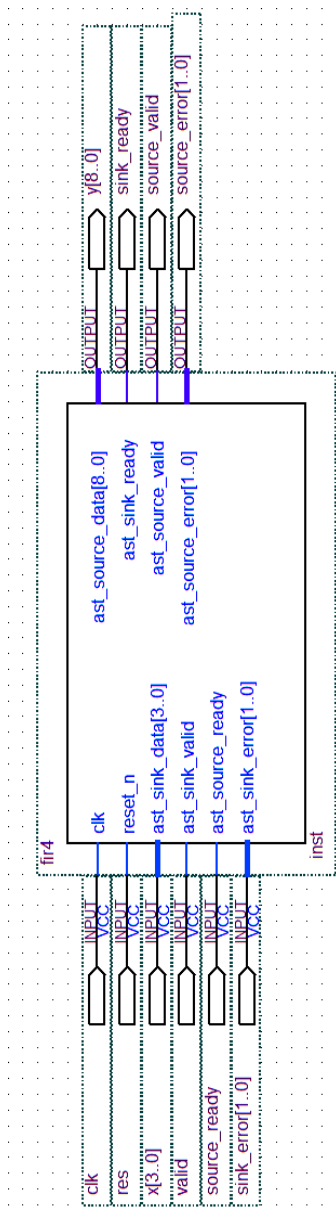 fir4
clk INPUT VCC clk ast_source_data[8..0] OUTPUT y[8..0]
res INPUT VCC reset_n ast_sink_ready OUTPUT sink_ready
x[3..0] INPUT VCC ast_sink_data[3..0] ast_source_valid OUTPUT source_valid
valid INPUT VCC ast_sink_valid ast_source_error[1..0] OUTPUT source_error[1..0]
source_ready INPUT VCC ast_source_ready
sink_error[1..0] INPUT VCC ast_sink_error[1..0]
inst